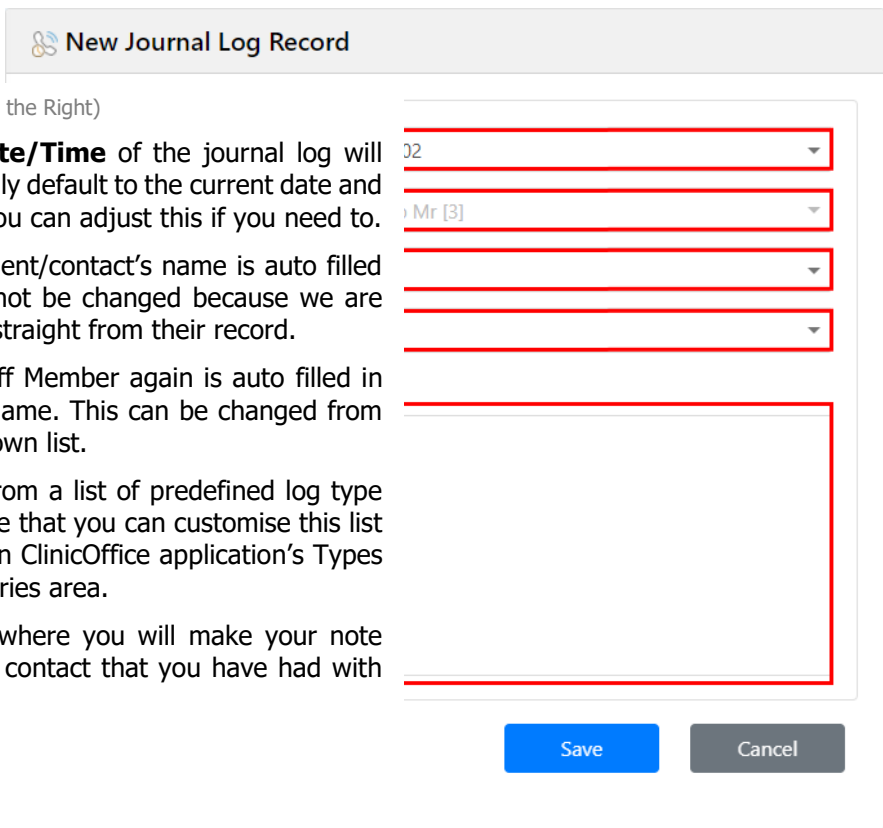 New Journal Log Record
the Right)
te/Time of the journal log will
ly default to the current date and
ou can adjust this if you need to.
ent/contact's name is auto filled
not be changed because we are
straight from their record.
ff Member again is auto filled in
ame. This can be changed from
own list.
rom a list of predefined log type
e that you can customise this list
n ClinicOffice application's Types
ries area.
where you will make your note
contact that you have had with
02
o Mr [3]
Save Cancel